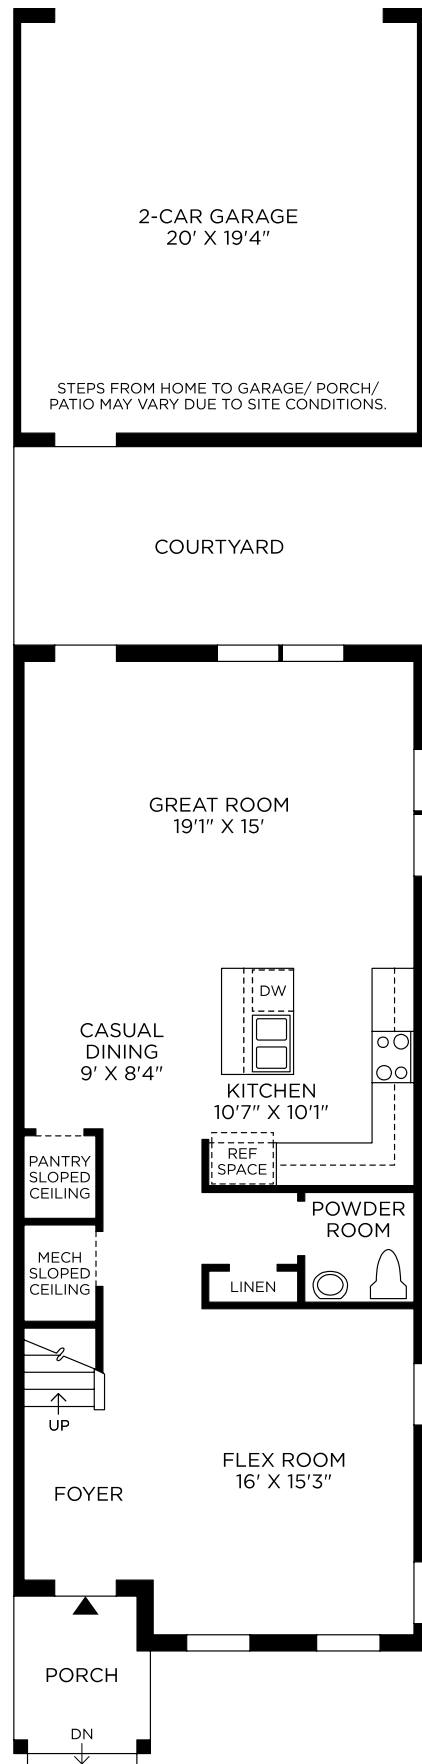 2-CAR GARAGE
20' X 19'4"
STEPS FROM HOME TO GARAGE/ PORCH/
PATIO MAY VARY DUE TO SITE CONDITIONS.
COURTYARD
GREAT ROOM
19'1" X 15'
DW
CASUAL
DINING
9' X 8'4"
KITCHEN
10'7" X 10'1"
REF
SPACE
PANTRY
SLOPED
CEILING
POWDER
ROOM
MECH
SLOPED
CEILING
LINEN
UP
FLEX ROOM
16' X 15'3"
FOYER
PORCH
DN